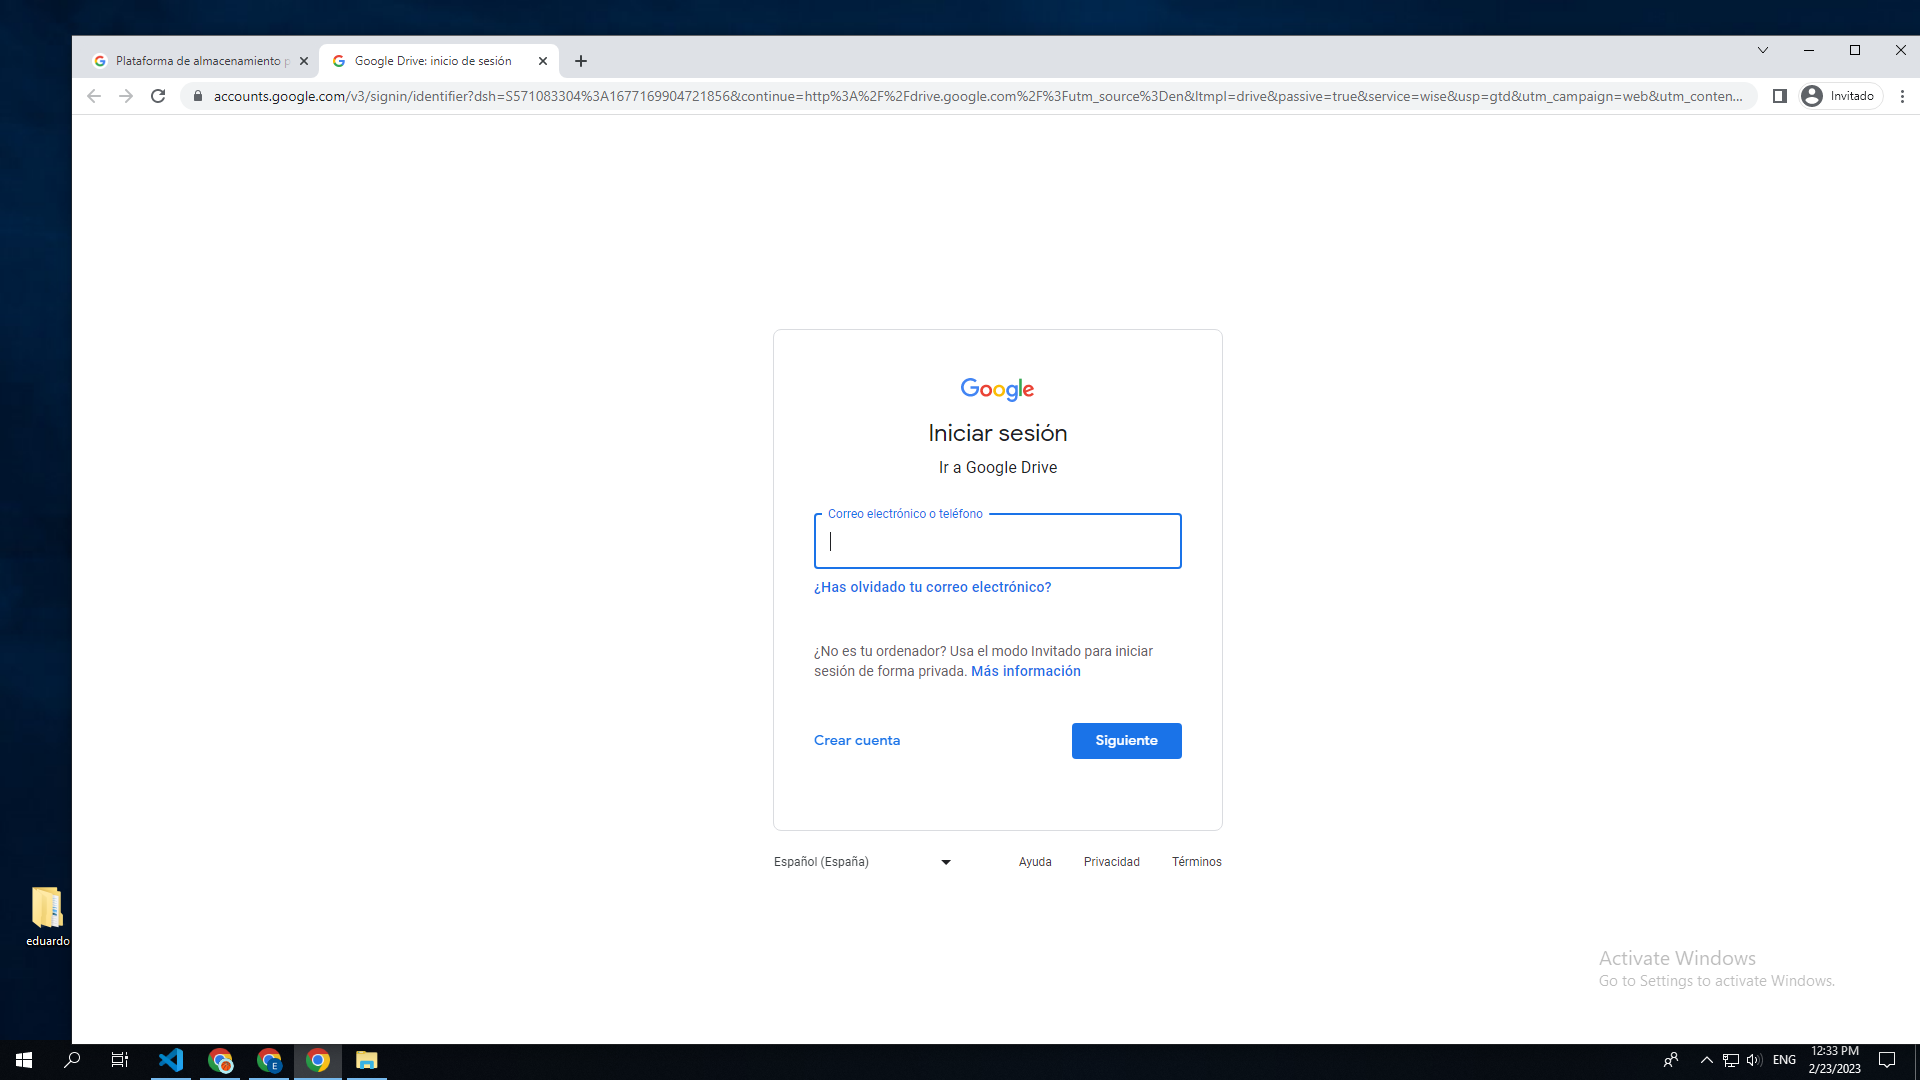 Plataforma de almacenamiento p
Google Drive: inicio de sesión
accounts.google.com/v3/signin/identifier?dsh=S571083304%3A1677169904721856&continue=http%3A%2F%2Fdrive.google.com%2F%3Futm_source%3Den&ltmpl=drive&passive=true&service=wise&usp=gtd&utm_campaign=web&utm_conten...
Invitado
Google
Iniciar sesión
Ir a Google Drive
Correo electrónico o teléfono
¿Has olvidado tu correo electrónico?
¿No es tu ordenador? Usa el modo Invitado para iniciar
sesión de forma privada. Más información
Crear cuenta
Siguiente
Español (España)
Ayuda
Privacidad
Términos
eduardo
Activate Windows
Go to Settings to activate Windows.
E
ENG
12:33 PM
2/23/2023